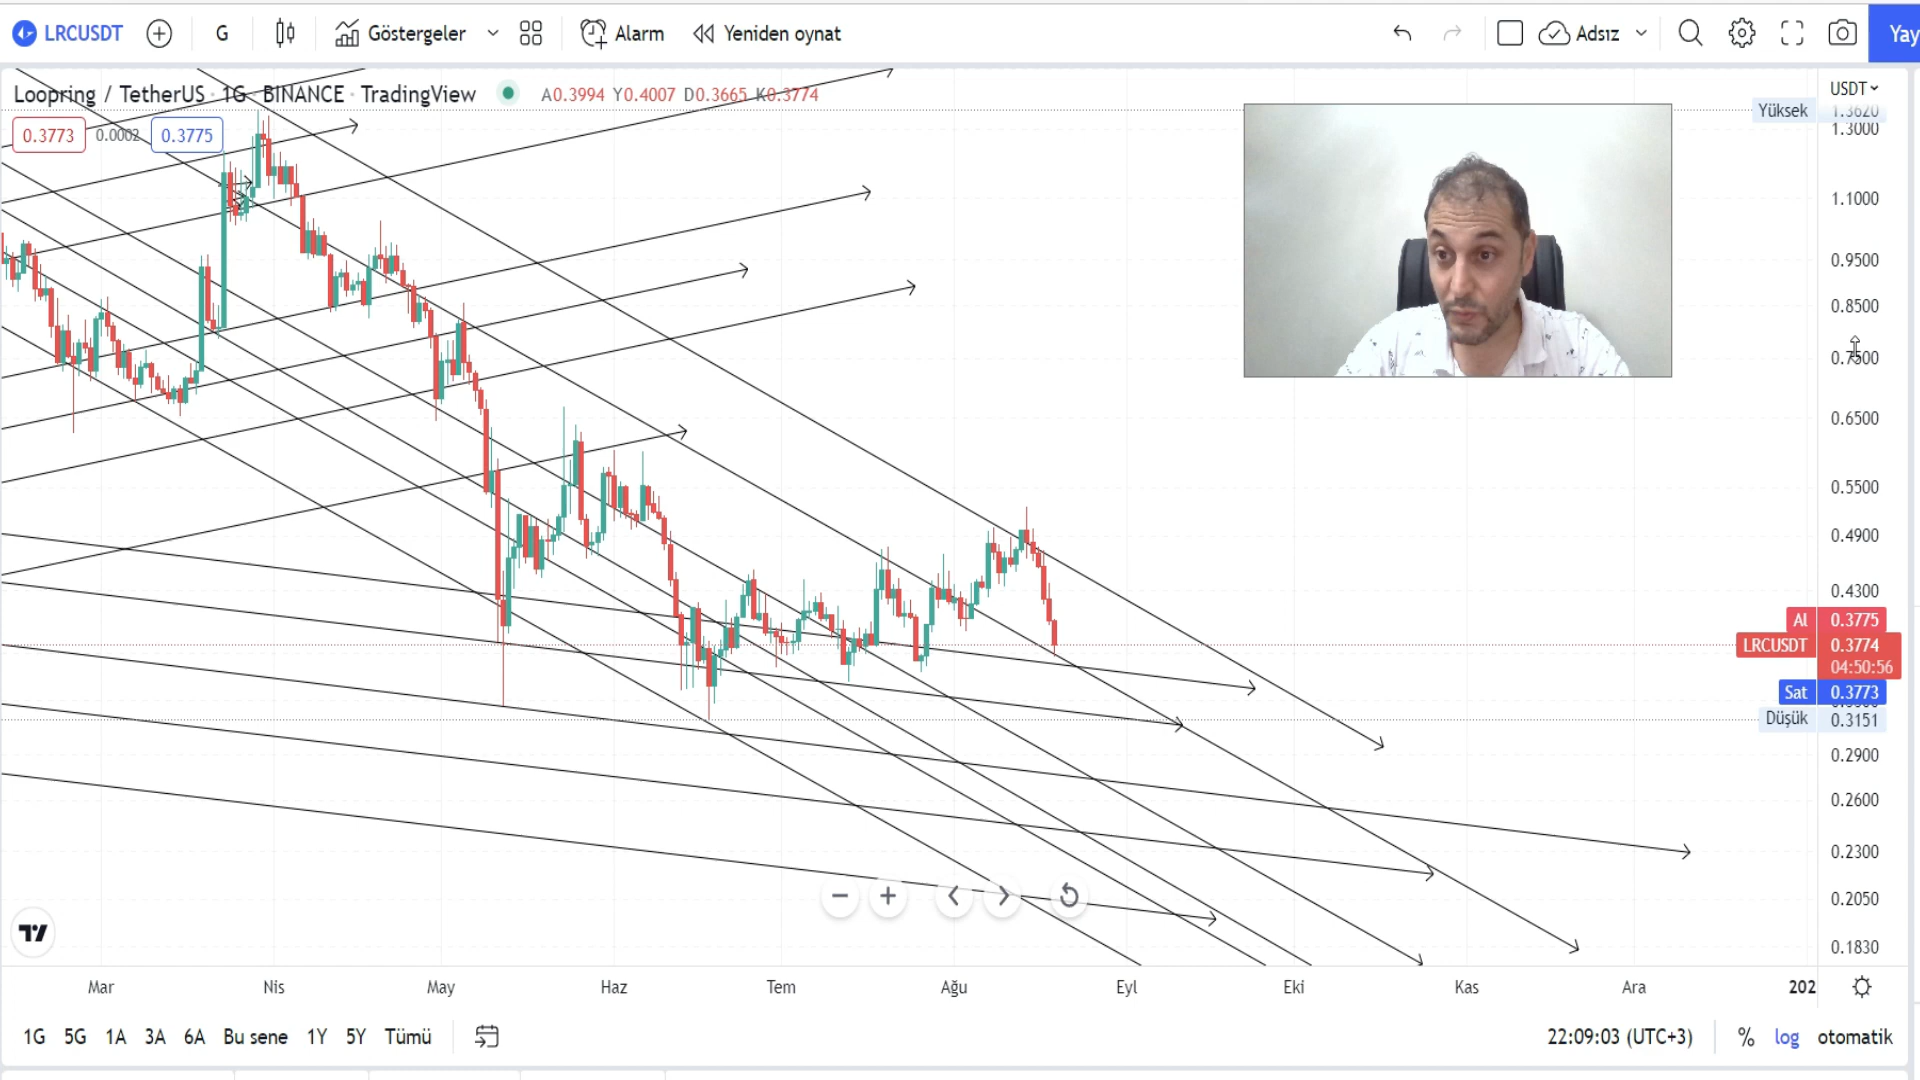 LRCUSDT G Göstergeler Alarm Yeniden oynat Adsız Yay
Loopring / TetherUS · 1G · BINANCE · TradingView A0.3994 Y0.4007 D0.3665 K0.3774
0.3773 0.0002 0.3775
USDT
Yüksek 1.3620
1.3000
1.1000
0.9500
0.8500
0.7500
0.6500
0.5500
0.4900
0.4300
Al 0.3775
LRCUSDT 0.3774
04:50:56
Sat 0.3773
Düşük 0.3151
0.2900
0.2600
0.2300
0.2050
0.1830
Mar Nis May Haz Tem Ağu Eyl Eki Kas Ara 202
1G 5G 1A 3A 6A Bu sene 1Y 5Y Tümü 22:09:03 (UTC+3) % log otomatik